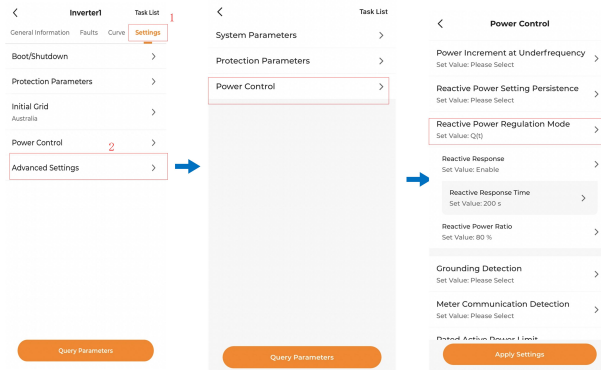 Inverter1
Task List
1
General Information Faults Curve Settings
Boot/Shutdown
Protection Parameters
Initial Grid
Australia
Power Control
2
Advanced Settings
Query Parameters
Task List
System Parameters
Protection Parameters
Power Control
Query Parameters
Power Control
Power Increment at Underfrequency
Set Value: Please Select
Reactive Power Setting Persistence
Set Value: Please Select
Reactive Power Regulation Mode
Set Value: Q(t)
Reactive Response
Set Value: Enable
Reactive Response Time
Set Value: 200 s
Reactive Power Ratio
Set Value: 80 %
Grounding Detection
Set Value: Please Select
Meter Communication Detection
Set Value: Please Select
Rated Active Power Limit
Apply Settings